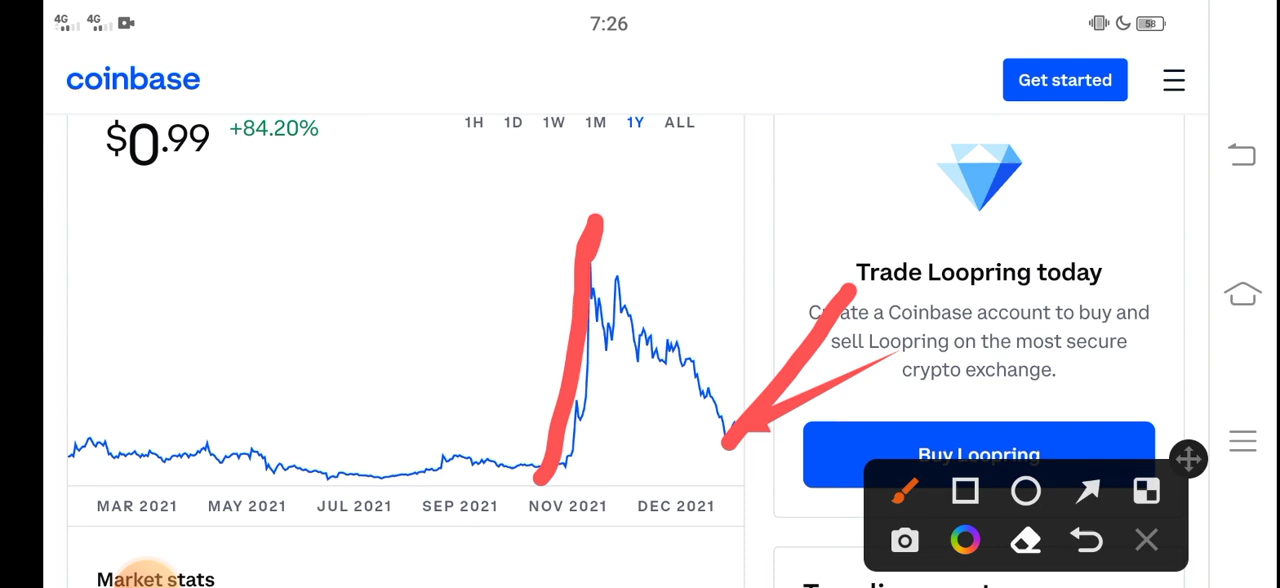 4G 4G 7:26 58
coinbase Get started
$0.99 +84.20% 1H 1D 1W 1M 1Y ALL
Trade Loopring today
Create a Coinbase account to buy and
sell Loopring on the most secure
crypto exchange.
Buy Loopring
MAR 2021 MAY 2021 JUL 2021 SEP 2021 NOV 2021 DEC 2021
Market stats